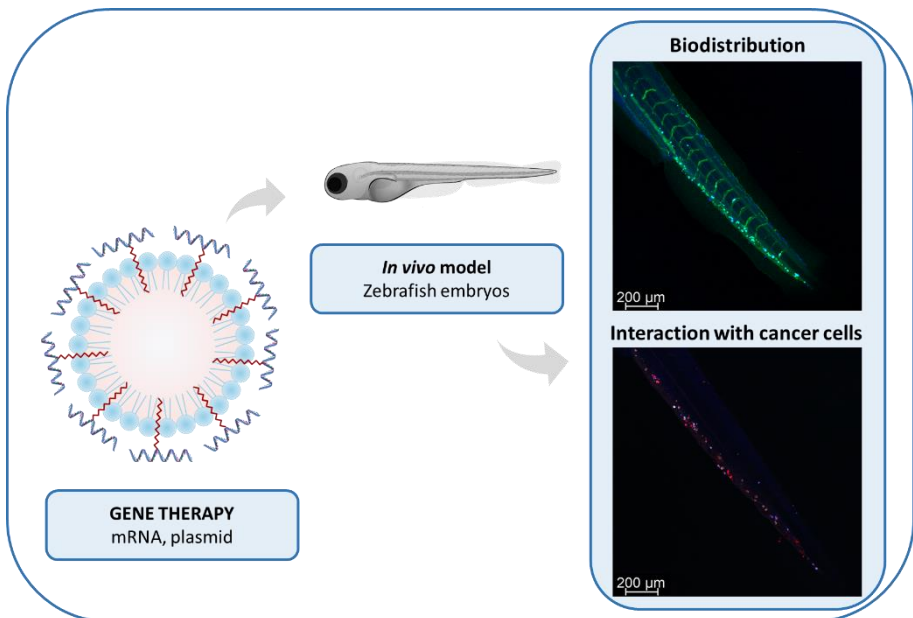 GENE THERAPY
mRNA, plasmid
In vivo model
Zebrafish embryos
Biodistribution
200 µm
Interaction with cancer cells
200 µm